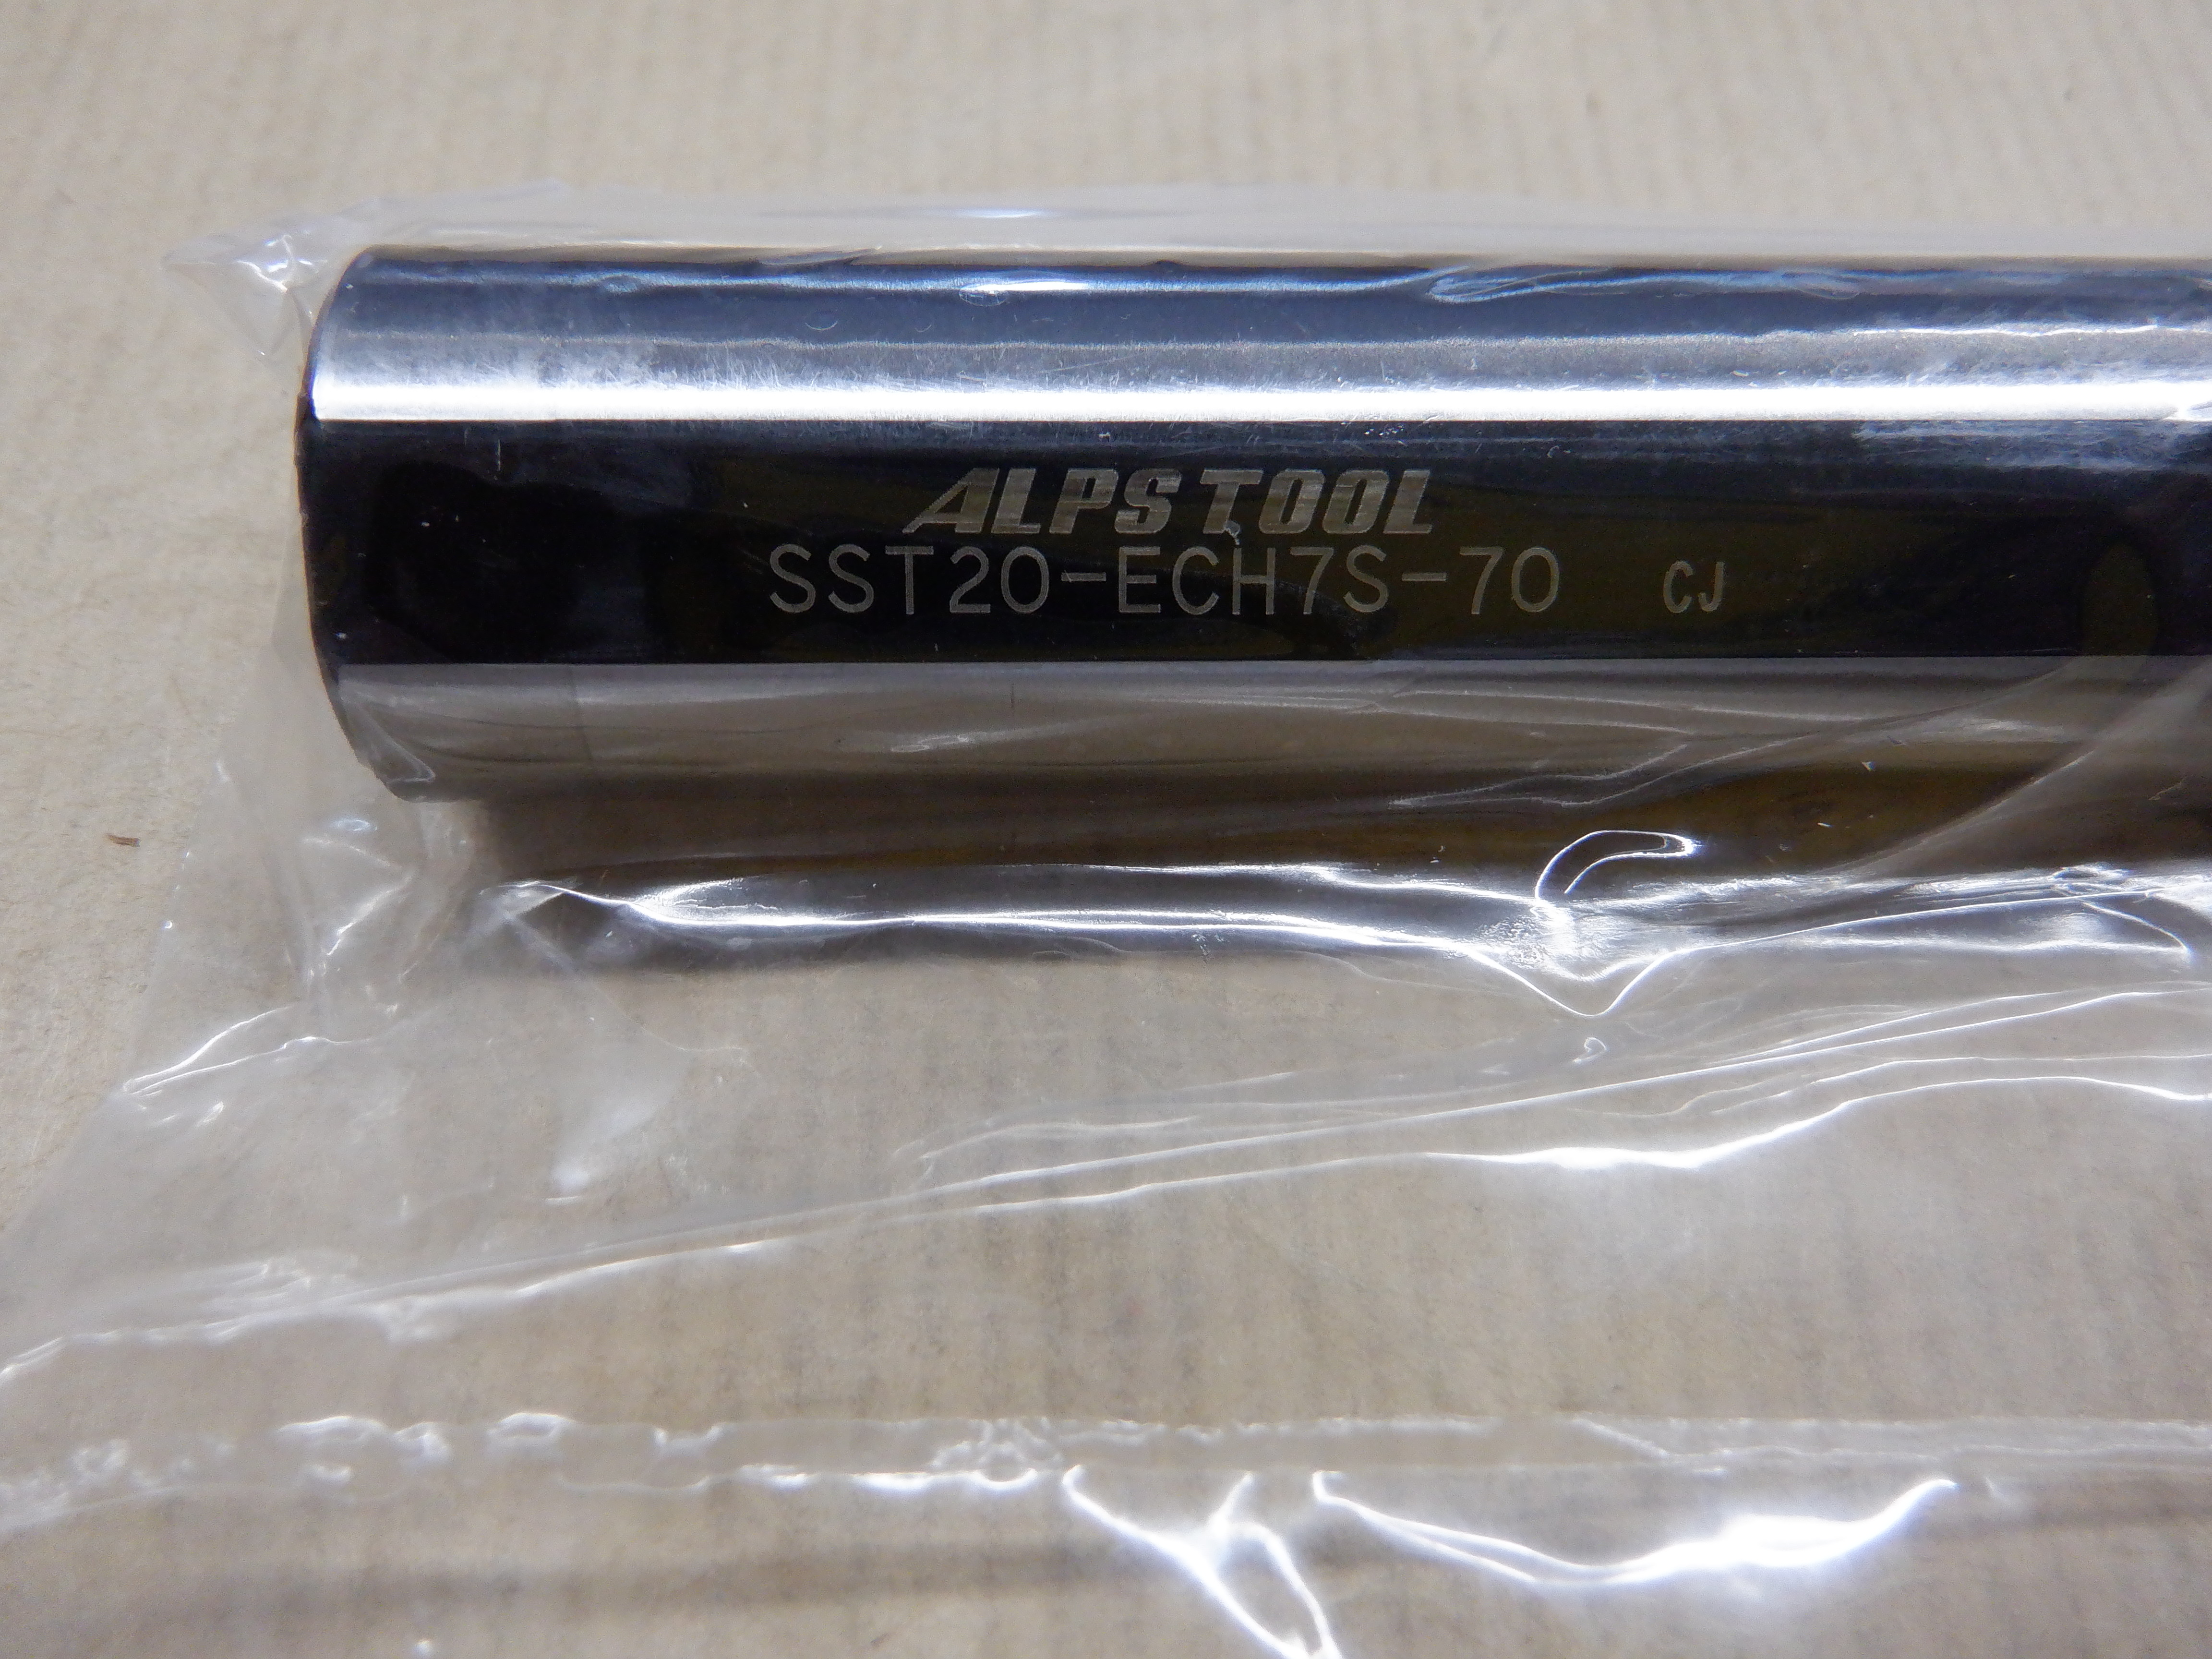 ALPS TOOL
SST20-ECH7S-70 CJ